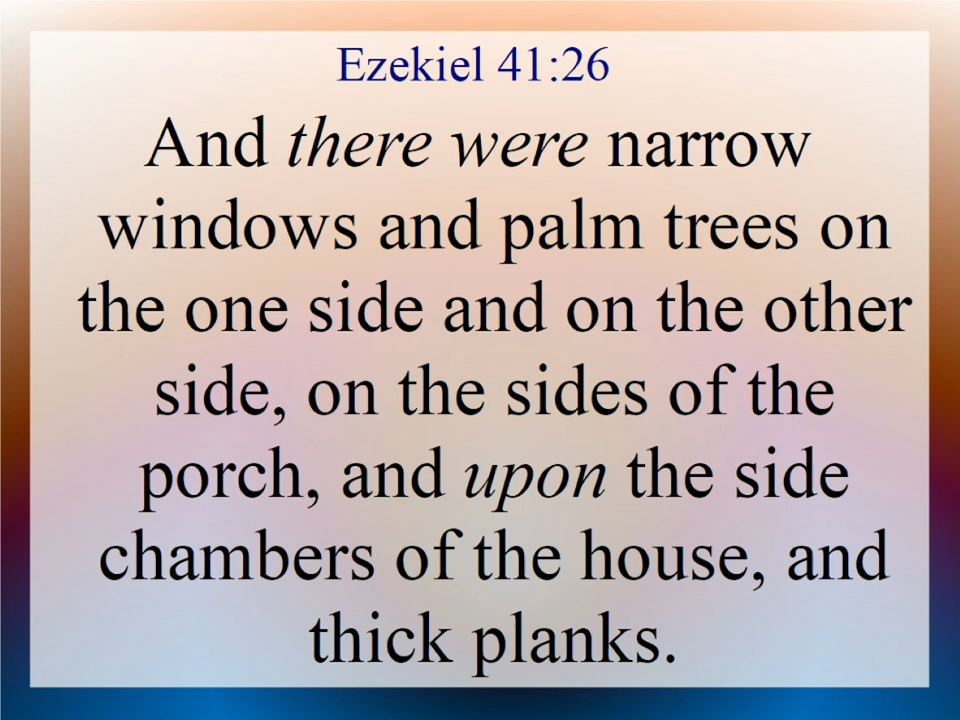 Ezekiel 41:26
And there were narrow
windows and palm trees on
the one side and on the other
side, on the sides of the
porch, and upon the side
chambers of the house, and
thick planks.